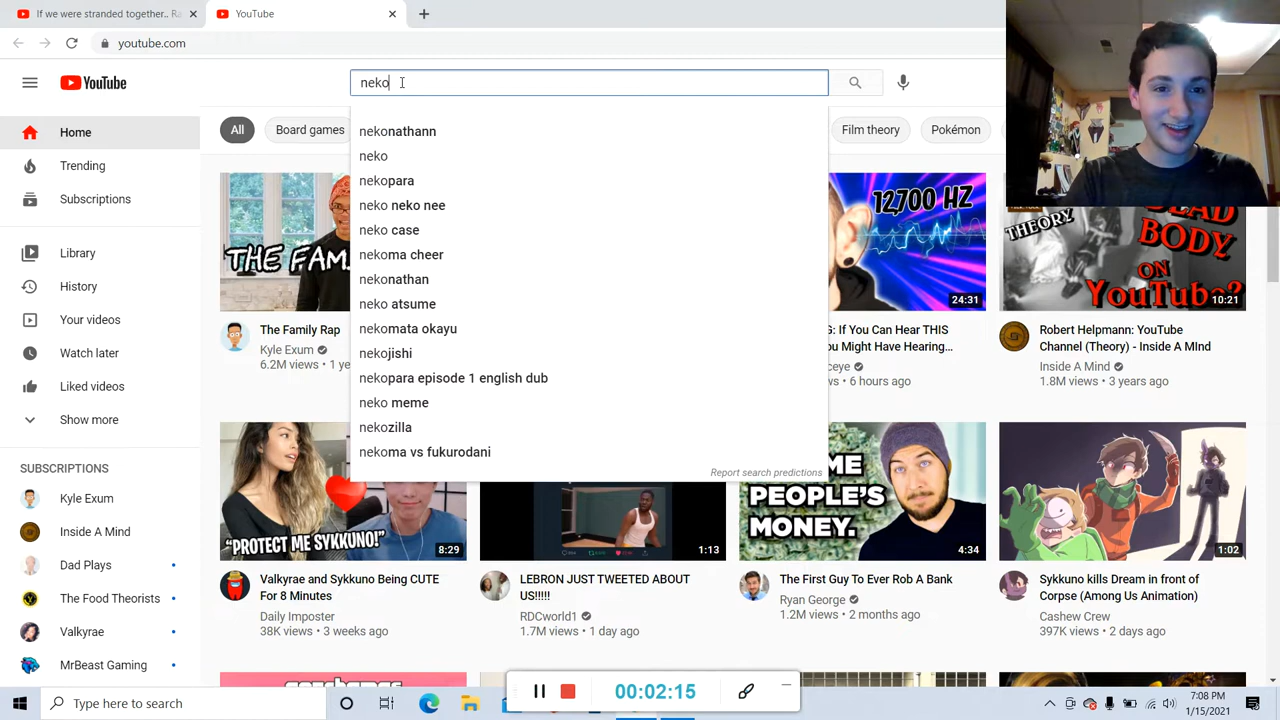 If we were stranded together.. Ra
YouTube
youtube.com
YouTube
neko
All
Board games
Film theory
Pokémon
nekonathann
neko
nekopara
neko neko nee
neko case
nekoma cheer
nekonathan
neko atsume
nekomata okayu
nekojishi
nekopara episode 1 english dub
neko meme
nekozilla
nekoma vs fukurodani
Report search predictions
Home
Trending
Subscriptions
Library
History
Your videos
Watch later
Liked videos
Show more
SUBSCRIPTIONS
Kyle Exum
Inside A Mind
Dad Plays
The Food Theorists
Valkyrae
MrBeast Gaming
THE FAM
The Family Rap
Kyle Exum
6.2M views • 1 ye
12700 HZ
24:31
G: If You Can Hear THIS
ou Might Have Hearing...
ceye
s • 6 hours ago
THEORY
DEAD
BODY
ON
YouTube?
10:21
Robert Helpmann: YouTube
Channel (Theory) - Inside A MInd
Inside A Mind
1.8M views • 3 years ago
"PROTECT ME SYKKUNO!"
8:29
Valkyrae and Sykkuno Being CUTE
For 8 Minutes
Daily Imposter
38K views • 3 weeks ago
1:13
LEBRON JUST TWEETED ABOUT
US!!!!!
RDCworld1
1.7M views • 1 day ago
ME
PEOPLE'S
MONEY.
4:34
The First Guy To Ever Rob A Bank
Ryan George
1.2M views • 2 months ago
1:02
Sykkuno kills Dream in front of
Corpse (Among Us Animation)
Cashew Crew
397K views • 2 days ago
00:02:15
Type here to search
7:08 PM
1/15/2021